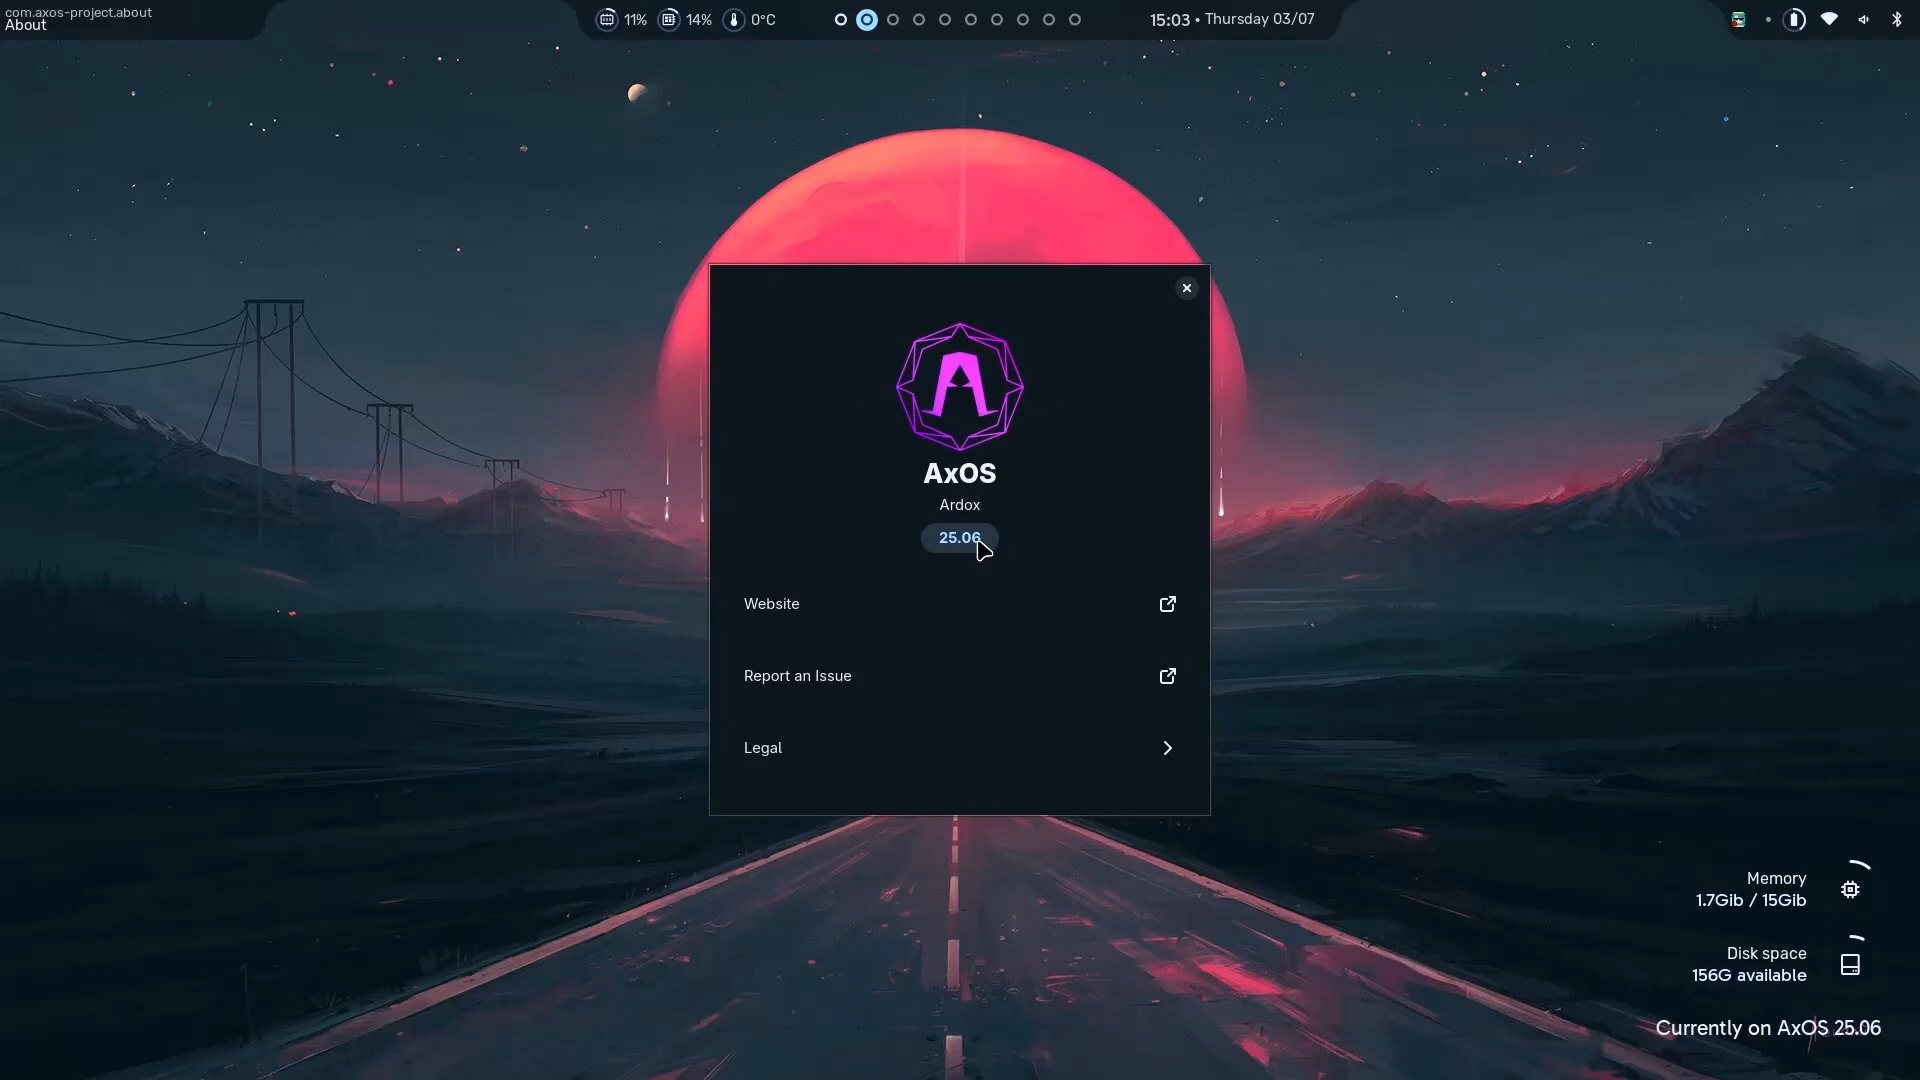 com.axos-project.about
About
11% 14% 0°C
15:03 • Thursday 03/07
AxOS
Ardox
25.06
Website
Report an Issue
Legal
Memory
1.7Gib / 15Gib
Disk space
156G available
Currently on AxOS 25.06